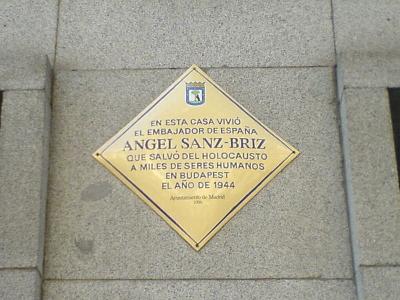 EN ESTA CASA VIVIÓ
EL EMBAJADOR DE ESPAÑA
ANGEL SANZ-BRIZ
QUE SALVÓ DEL HOLOCAUSTO
A MILES DE SERES HUMANOS
EN BUDAPEST
EL AÑO DE 1944
Ayuntamiento de Madrid